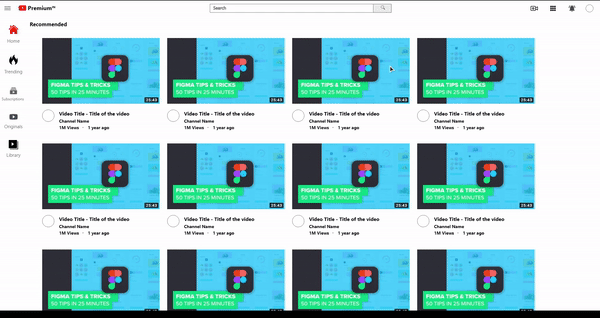 Premium™
Search
Recommended
Home
Trending
Subscriptions
Originals
Library
FIGMA TIPS & TRICKS
50 TIPS IN 25 MINUTES
25:43
FIGMA TIPS & TRICKS
50 TIPS IN 25 MINUTES
25:43
FIGMA TIPS & TRICKS
50 TIPS IN 25 MINUTES
25:43
FIGMA TIPS & TRICKS
50 TIPS IN 25 MINUTES
25:43
Video Title - Title of the video
Channel Name
1M Views · 1 year ago
Video Title - Title of the video
Channel Name
1M Views · 1 year ago
Video Title - Title of the video
Channel Name
1M Views · 1 year ago
Video Title - Title of the video
Channel Name
1M Views · 1 year ago
FIGMA TIPS & TRICKS
50 TIPS IN 25 MINUTES
25:43
FIGMA TIPS & TRICKS
50 TIPS IN 25 MINUTES
25:43
FIGMA TIPS & TRICKS
50 TIPS IN 25 MINUTES
25:43
FIGMA TIPS & TRICKS
50 TIPS IN 25 MINUTES
25:43
Video Title - Title of the video
Channel Name
1M Views · 1 year ago
Video Title - Title of the video
Channel Name
1M Views · 1 year ago
Video Title - Title of the video
Channel Name
1M Views · 1 year ago
Video Title - Title of the video
Channel Name
1M Views · 1 year ago
FIGMA TIPS & TRICKS
50 TIPS IN 25 MINUTES
FIGMA TIPS & TRICKS
50 TIPS IN 25 MINUTES
FIGMA TIPS & TRICKS
50 TIPS IN 25 MINUTES
FIGMA TIPS & TRICKS
50 TIPS IN 25 MINUTES